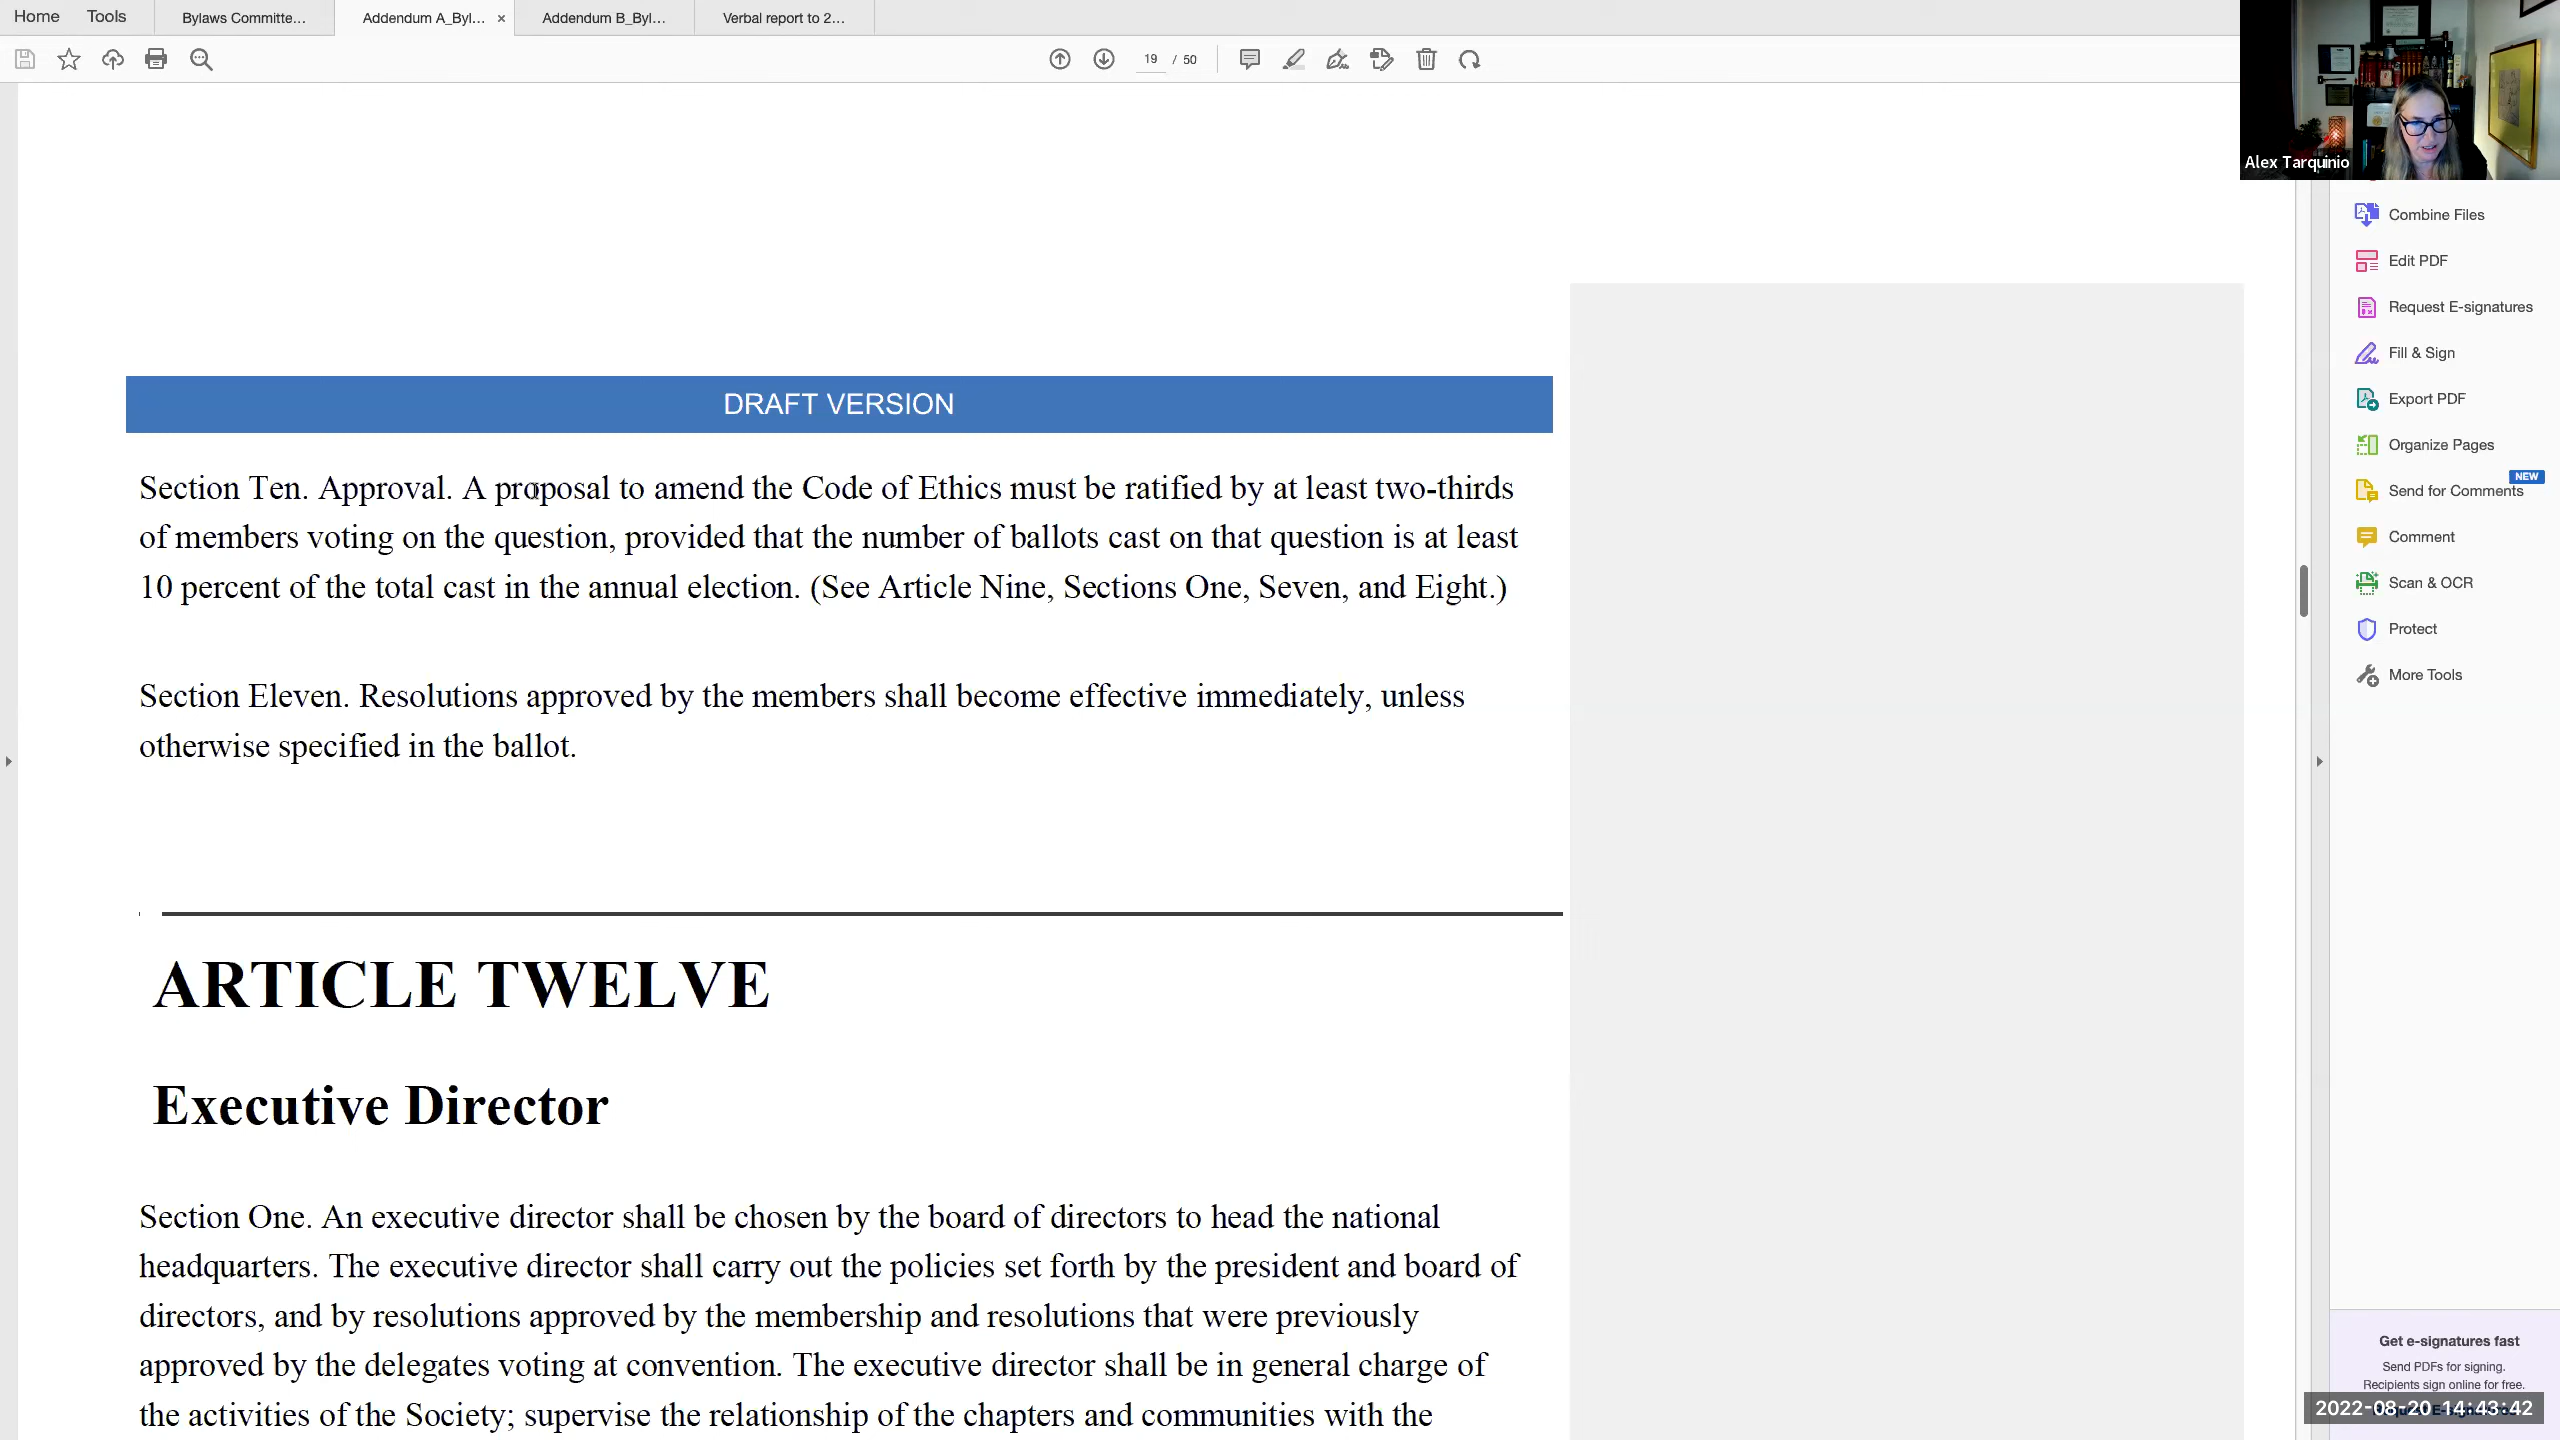 Home Tools Bylaws Committe... Addendum A_Byl... × Addendum B_Byl... Verbal report to 2...
19 / 50
Alex Tarquinio
Combine Files
Edit PDF
Request E-signatures
Fill & Sign
Export PDF
Organize Pages
NEW
Send for Comments
Comment
Scan & OCR
Protect
More Tools
DRAFT VERSION
Section Ten. Approval. A proposal to amend the Code of Ethics must be ratified by at least two-thirds
of members voting on the question, provided that the number of ballots cast on that question is at least
10 percent of the total cast in the annual election. (See Article Nine, Sections One, Seven, and Eight.)
Section Eleven. Resolutions approved by the members shall become effective immediately, unless
otherwise specified in the ballot.
ARTICLE TWELVE
Executive Director
Section One. An executive director shall be chosen by the board of directors to head the national
headquarters. The executive director shall carry out the policies set forth by the president and board of
directors, and by resolutions approved by the membership and resolutions that were previously
approved by the delegates voting at convention. The executive director shall be in general charge of
the activities of the Society; supervise the relationship of the chapters and communities with the
Get e-signatures fast
Send PDFs for signing.
Recipients sign online for free.
2022-08-20 14:43:42